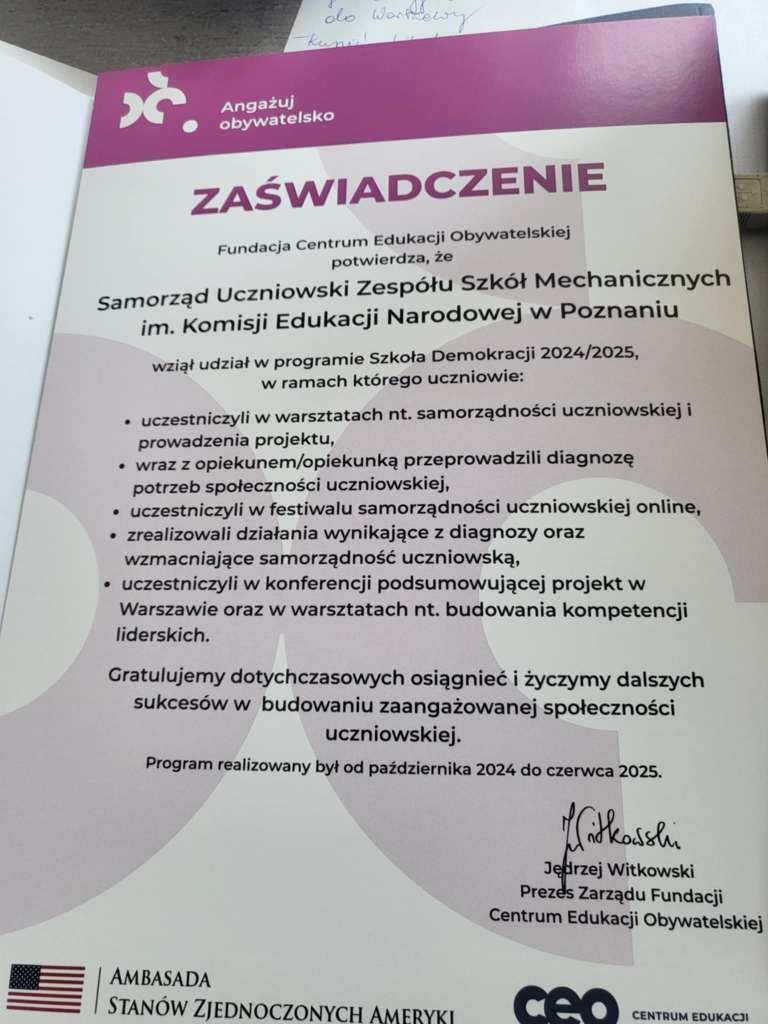 do Warszawy
Angażuj
obywatelsko
ZAŚWIADCZENIE
Fundacja Centrum Edukacji Obywatelskiej
potwierdza, że
Samorząd Uczniowski Zespółu Szkół Mechanicznych
im. Komisji Edukacji Narodowej w Poznaniu
wziął udział w programie Szkoła Demokracji 2024/2025,
w ramach którego uczniowie:
• uczestniczyli w warsztatach nt. samorządności uczniowskiej i
prowadzenia projektu,
• wraz z opiekunem/opiekunką przeprowadzili diagnozę
potrzeb społeczności uczniowskiej,
• uczestniczyli w festiwalu samorządności uczniowskiej online,
• zrealizowali działania wynikające z diagnozy oraz
wzmacniające samorządność uczniowską,
• uczestniczyli w konferencji podsumowującej projekt w
Warszawie oraz w warsztatach nt. budowania kompetencji
liderskich.
Gratulujemy dotychczasowych osiągnieć i życzymy dalszych
sukcesów w budowaniu zaangażowanej społeczności
uczniowskiej.
Program realizowany był od października 2024 do czerwca 2025.
JWitkowski
Jędrzej Witkowski
Prezes Zarządu Fundacji
Centrum Edukacji Obywatelskiej
AMBASADA
STANÓW ZJEDNOCZONYCH AMERYKI
ceo CENTRUM EDUKACJI